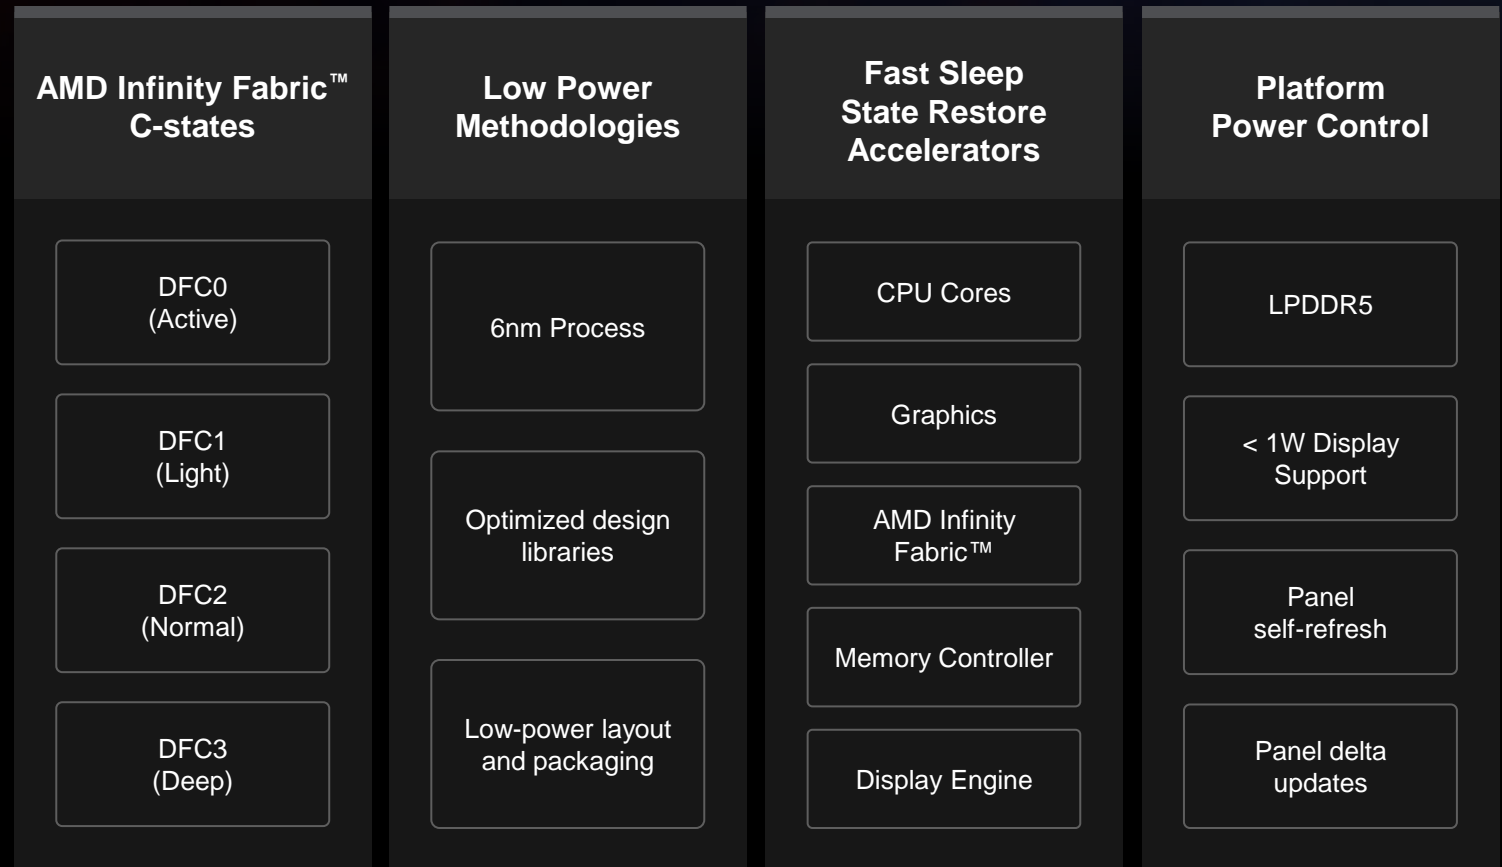 AMD Infinity Fabric™
C-states
DFC0
(Active)
DFC1
(Light)
DFC2
(Normal)
DFC3
(Deep)
Low Power
Methodologies
6nm Process
Optimized design
libraries
Low-power layout
and packaging
Fast Sleep
State Restore
Accelerators
CPU Cores
Graphics
AMD Infinity
Fabric™
Memory Controller
Display Engine
Platform
Power Control
LPDDR5
< 1W Display
Support
Panel
self-refresh
Panel delta
updates